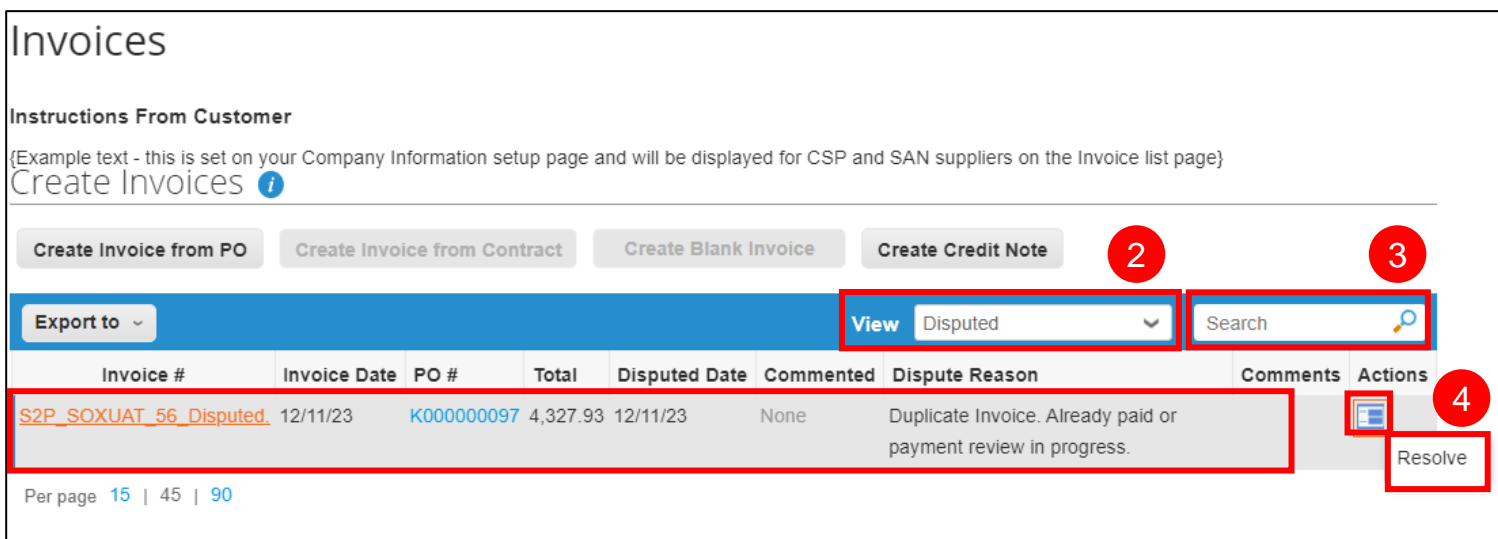 Invoices
Instructions From Customer
{Example text - this is set on your Company Information setup page and will be displayed for CSP and SAN suppliers on the Invoice list page}
Create Invoices i
Create Invoice from PO Create Invoice from Contract Create Blank Invoice Create Credit Note 2 3
Export to View Disputed Search
Invoice # Invoice Date PO # Total Disputed Date Commented Dispute Reason Comments Actions
S2P_SOXUAT_56_Disputed. 12/11/23 K000000097 4,327.93 12/11/23 None Duplicate Invoice. Already paid or 4
payment review in progress.
Resolve
Per page 15 | 45 | 90